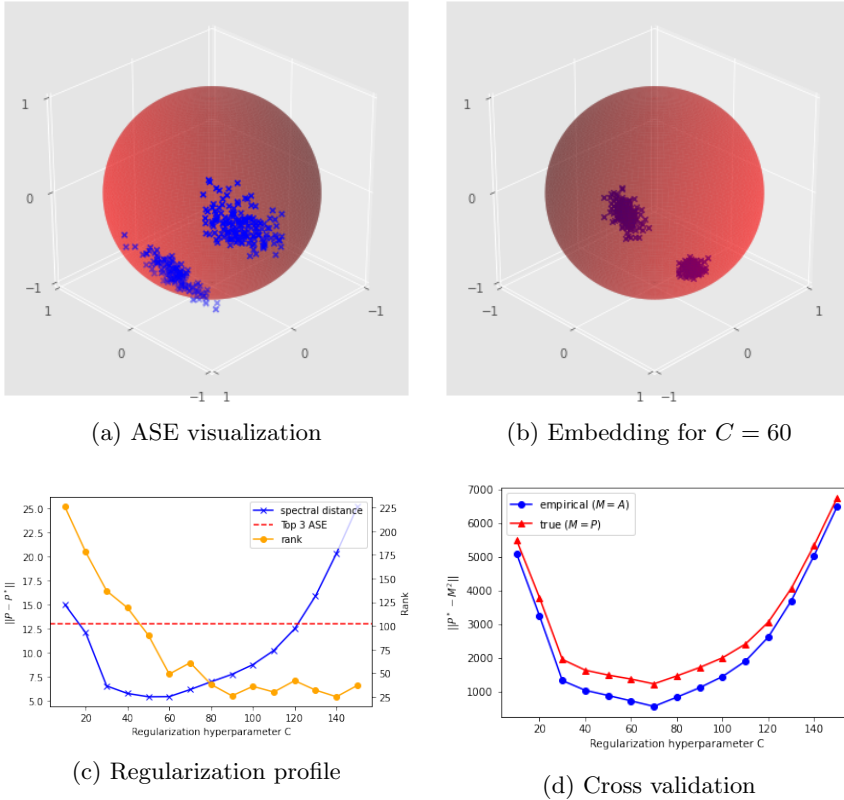 1
0
−1
1
0
−1 1
0
−1
(a) ASE visualization
1
0
−1
−1
0
1 −1
0
1
(b) Embedding for C = 60
25.0
22.5
20.0
17.5
15.0
12.5
10.0
7.5
5.0
||P − P*||
spectral distance
Top 3 ASE
rank
225
200
175
150
125
100
75
50
25
Rank
20 40 60 80 100 120 140
Regularization hyperparameter C
(c) Regularization profile
7000
6000
5000
4000
3000
2000
1000
||P* − M²||
empirical (M = A)
true (M = P)
20 40 60 80 100 120 140
Regularization hyperparameter C
(d) Cross validation